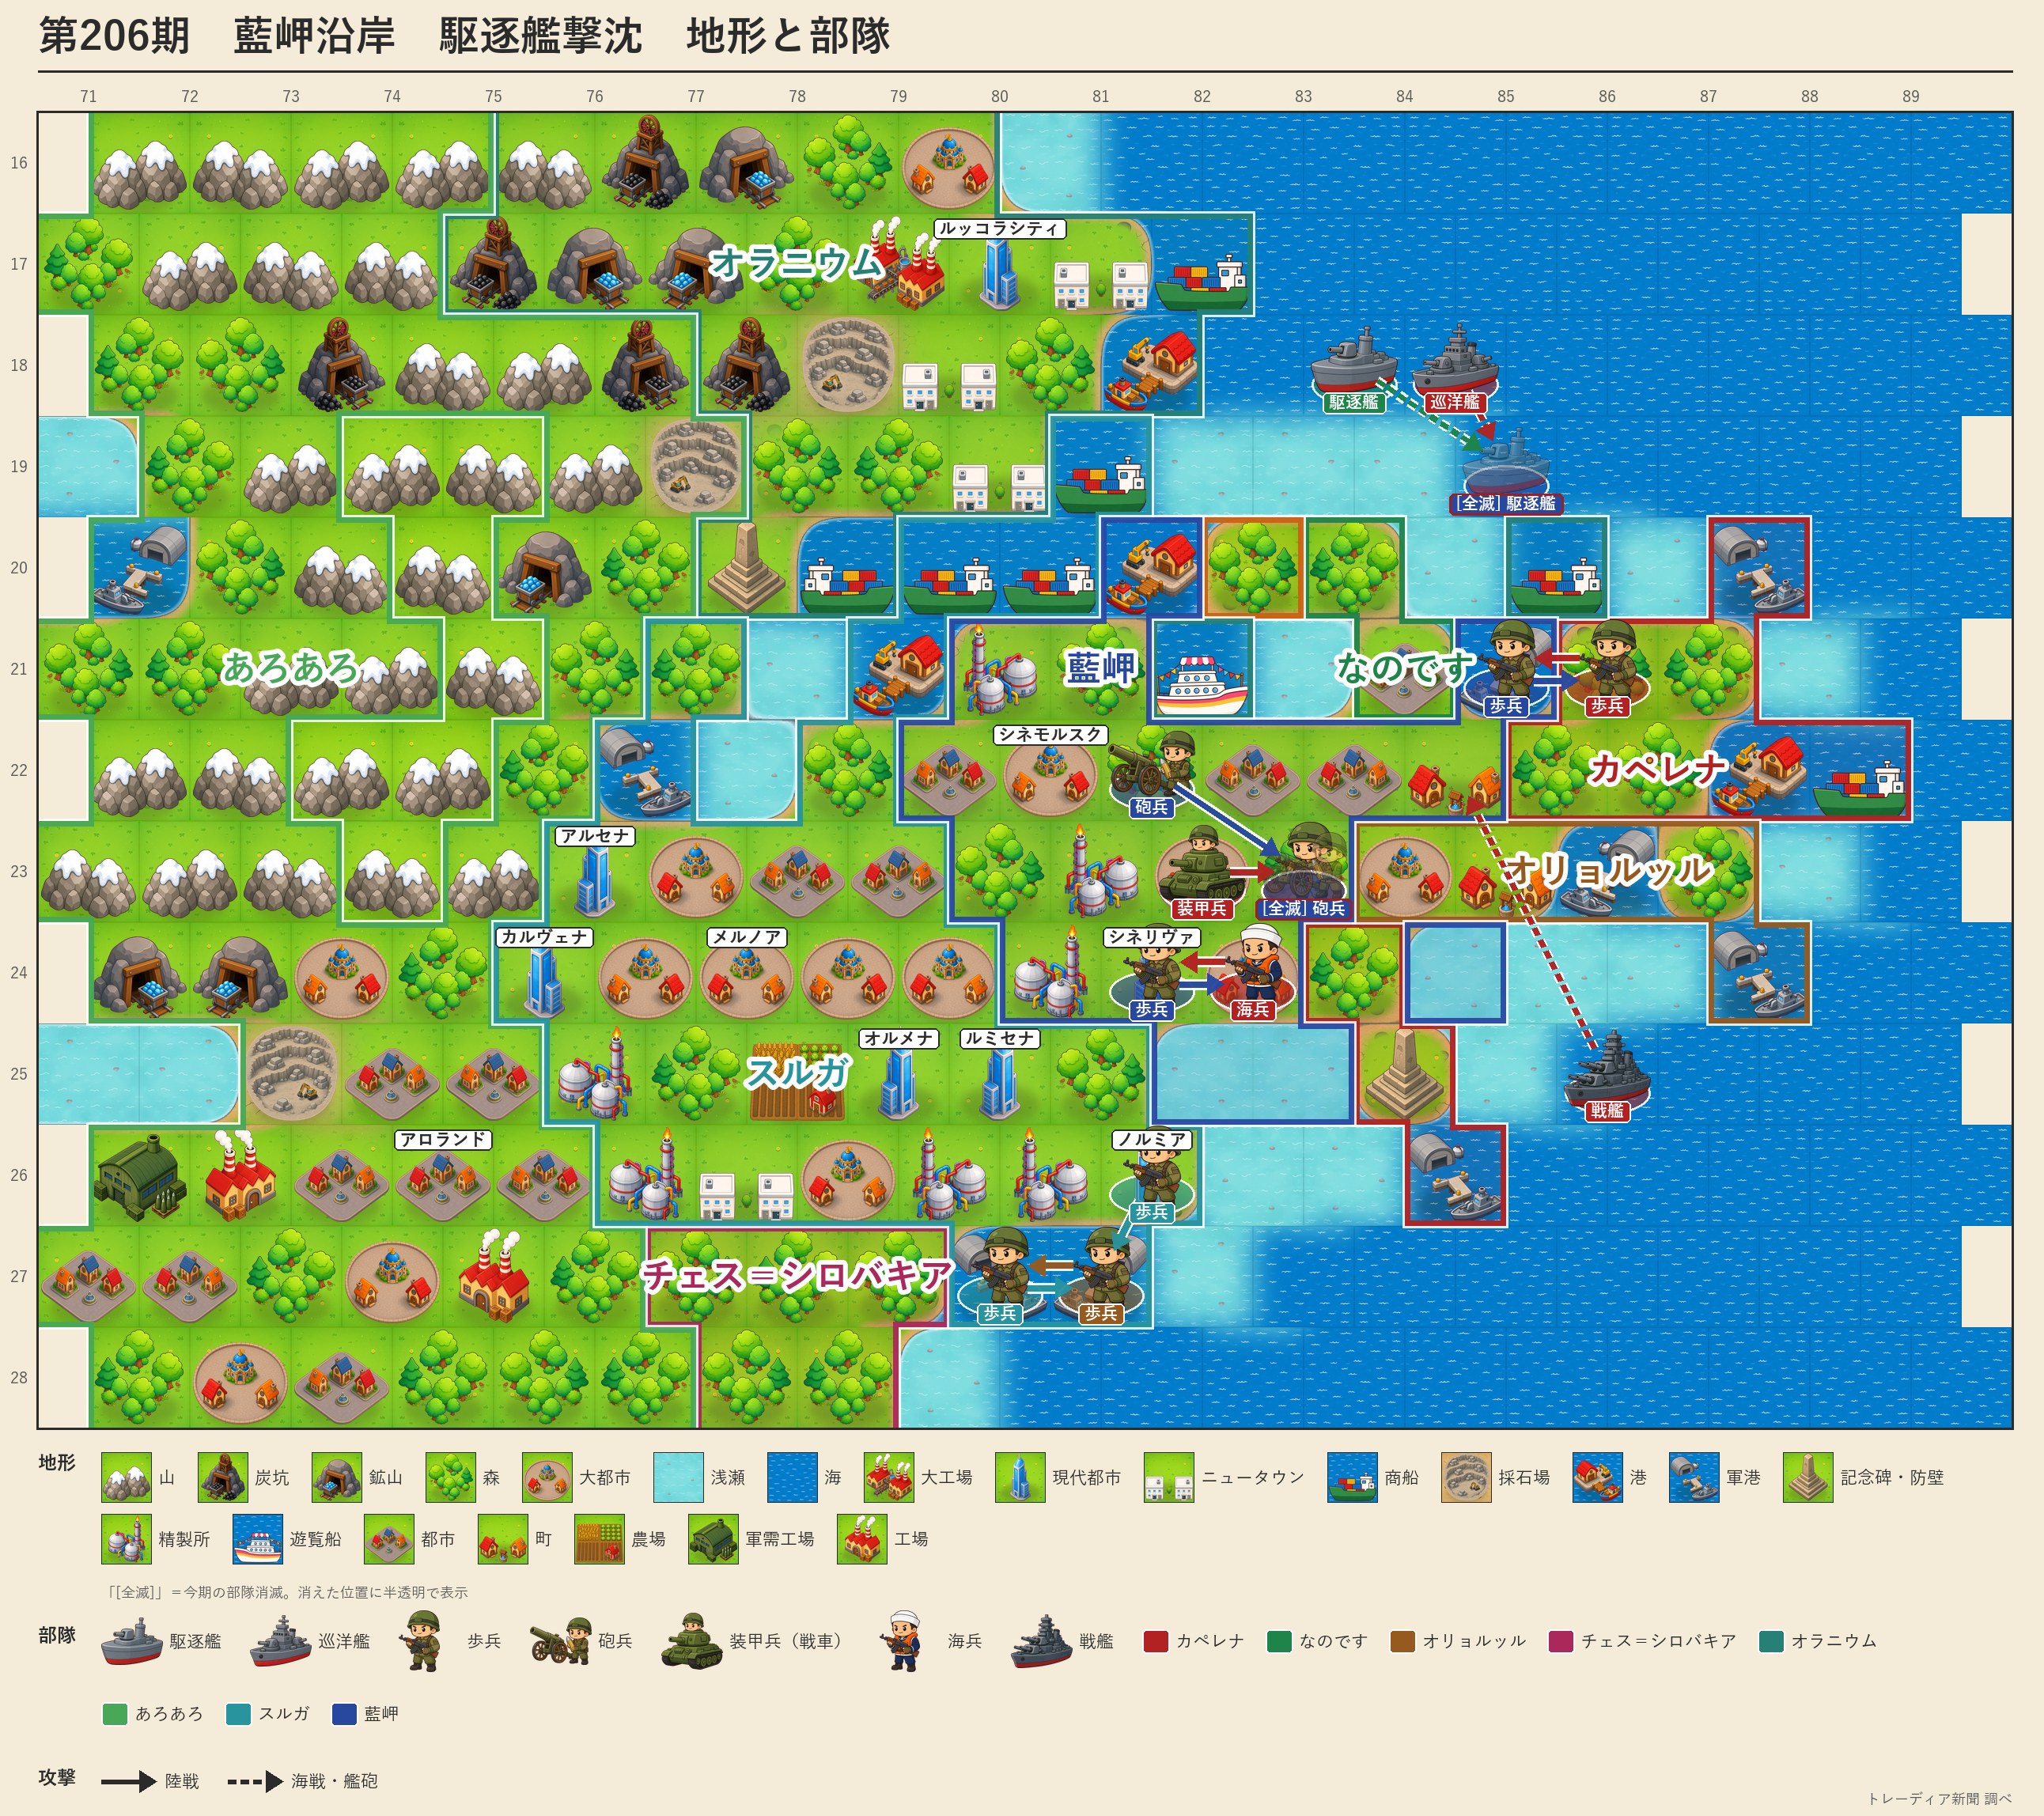 第206期　藍岬沿岸　駆逐艦撃沈　地形と部隊
71 72 73 74 75 76 77 78 79 80 81 82 83 84 85 86 87 88 89
16
17
ルッコラシティ
オラニウム
18
駆逐艦 巡洋艦
19
[全滅] 駆逐艦
20
21
あろあろ
藍岬
なのです
歩兵 歩兵
22
シネモルスク
砲兵
カペレナ
23
アルセナ
オリョルッル
装甲兵 [全滅] 砲兵
24
カルヴェナ メルノア シネリヴァ
歩兵 海兵
25
オルメナ ルミセナ
スルガ
戦艦
26
アロランド ノルミア
歩兵
27
チェス＝シロバキア
歩兵 歩兵
28
地形 山 炭坑 鉱山 森 大都市 浅瀬 海 大工場 現代都市 ニュータウン 商船 採石場 港 軍港 記念碑・防壁
精製所 遊覧船 都市 町 農場 軍需工場 工場
「[全滅]」＝今期の部隊消滅。消えた位置に半透明で表示
部隊 駆逐艦 巡洋艦 歩兵 砲兵 装甲兵（戦車） 海兵 戦艦 カペレナ なのです オリョルッル チェス＝シロバキア オラニウム
あろあろ スルガ 藍岬
攻撃 陸戦 海戦・艦砲
トレーディア新聞 調べ